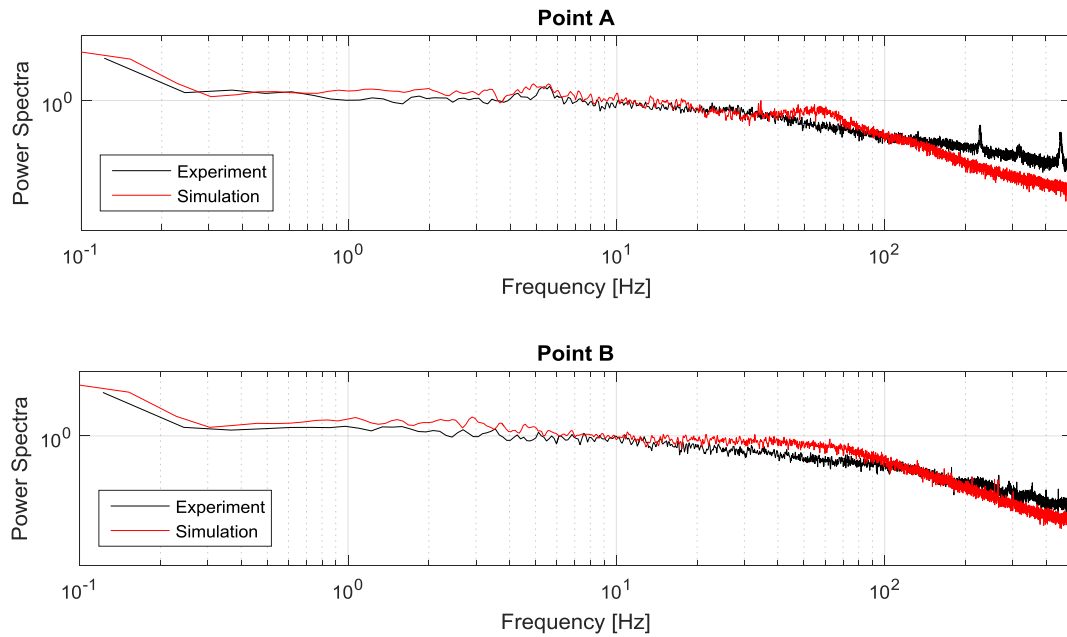 Point A
Power Spectra
10^0
Experiment
Simulation
10^-1 10^0 10^1 10^2
Frequency [Hz]
Point B
Power Spectra
10^0
Experiment
Simulation
10^-1 10^0 10^1 10^2
Frequency [Hz]